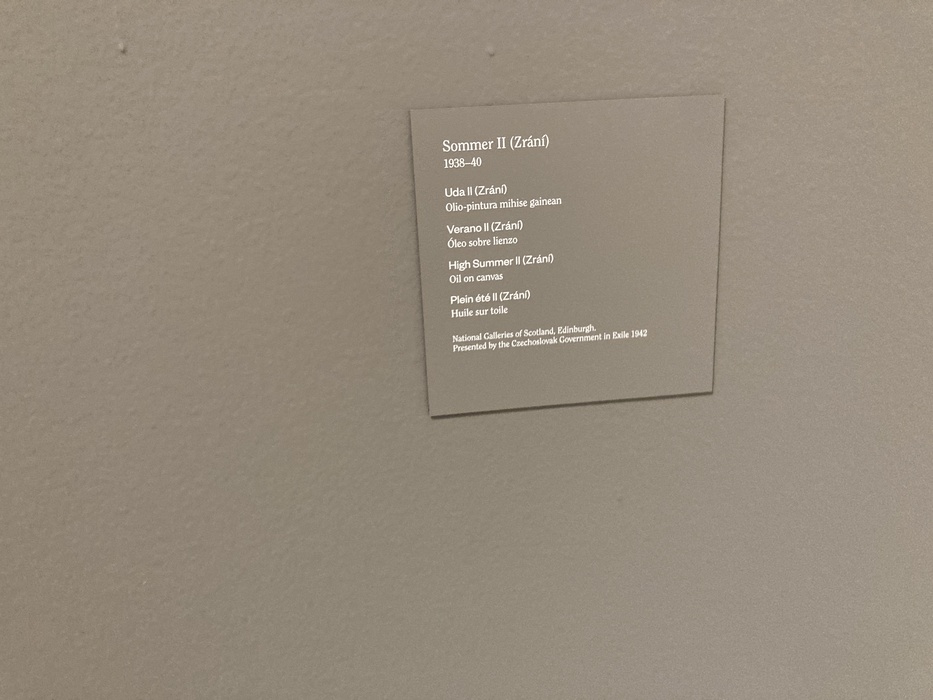 Sommer II (Zrání)
1938–40
Uda II (Zrání)
Olio-pintura mihise gainean
Verano II (Zrání)
Óleo sobre lienzo
High Summer II (Zrání)
Oil on canvas
Plein été II (Zrání)
Huile sur toile
National Galleries of Scotland, Edinburgh.
Presented by the Czechoslovak Government in Exile 1942